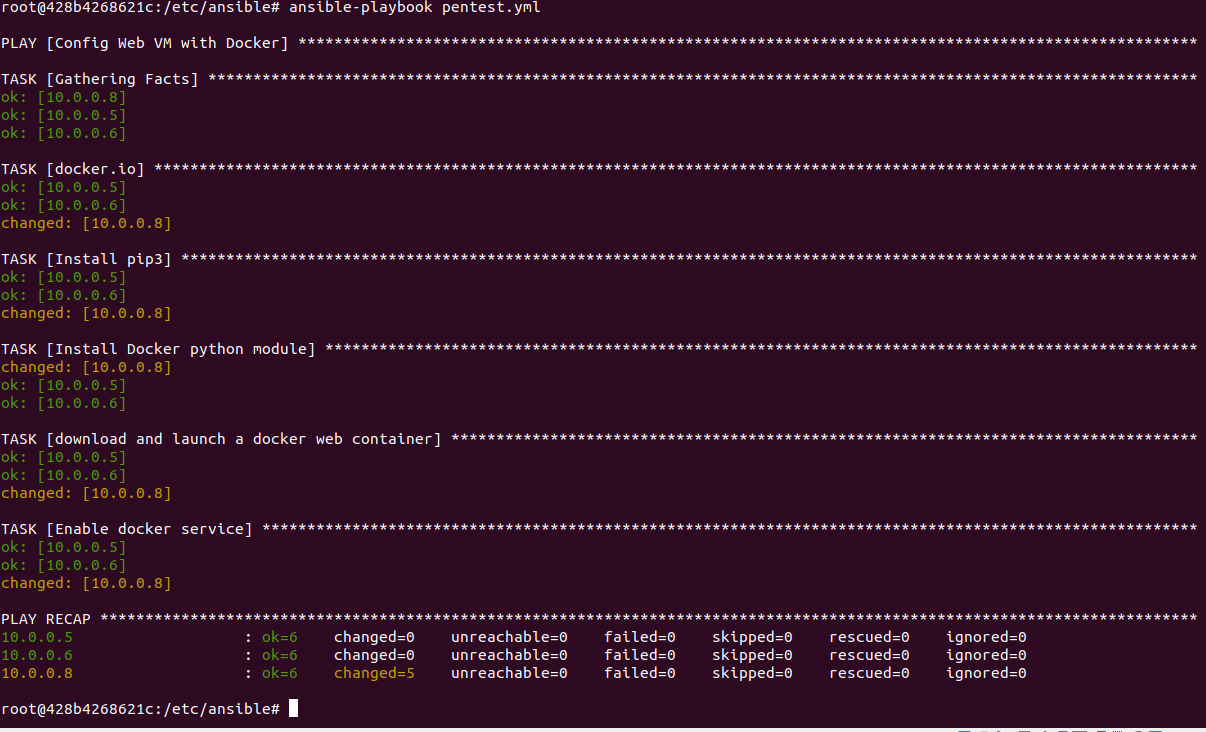 root@428b4268621c:/etc/ansible# ansible-playbook pentest.yml
PLAY [Config Web VM with Docker] ****************************************************************************************************
TASK [Gathering Facts] **************************************************************************************************************
ok: [10.0.0.8]
ok: [10.0.0.5]
ok: [10.0.0.6]
TASK [docker.io] ********************************************************************************************************************
ok: [10.0.0.5]
ok: [10.0.0.6]
changed: [10.0.0.8]
TASK [Install pip3] *****************************************************************************************************************
ok: [10.0.0.5]
ok: [10.0.0.6]
changed: [10.0.0.8]
TASK [Install Docker python module] *************************************************************************************************
changed: [10.0.0.8]
ok: [10.0.0.5]
ok: [10.0.0.6]
TASK [download and launch a docker web container] ***********************************************************************************
ok: [10.0.0.5]
ok: [10.0.0.6]
changed: [10.0.0.8]
TASK [Enable docker service] ********************************************************************************************************
ok: [10.0.0.5]
ok: [10.0.0.6]
changed: [10.0.0.8]
PLAY RECAP **************************************************************************************************************************
10.0.0.5                   : ok=6    changed=0    unreachable=0    failed=0    skipped=0    rescued=0    ignored=0
10.0.0.6                   : ok=6    changed=0    unreachable=0    failed=0    skipped=0    rescued=0    ignored=0
10.0.0.8                   : ok=6    changed=5    unreachable=0    failed=0    skipped=0    rescued=0    ignored=0
root@428b4268621c:/etc/ansible#